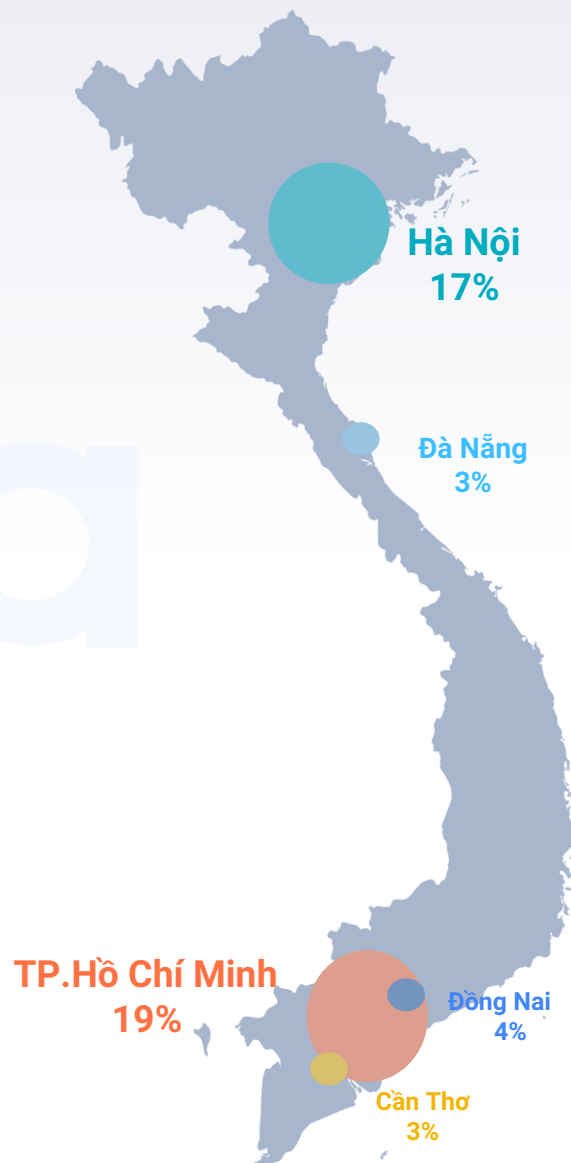 Hà Nội
17%
Đà Nẵng
3%
TP.Hồ Chí Minh
19%
Đồng Nai
4%
Cần Thơ
3%